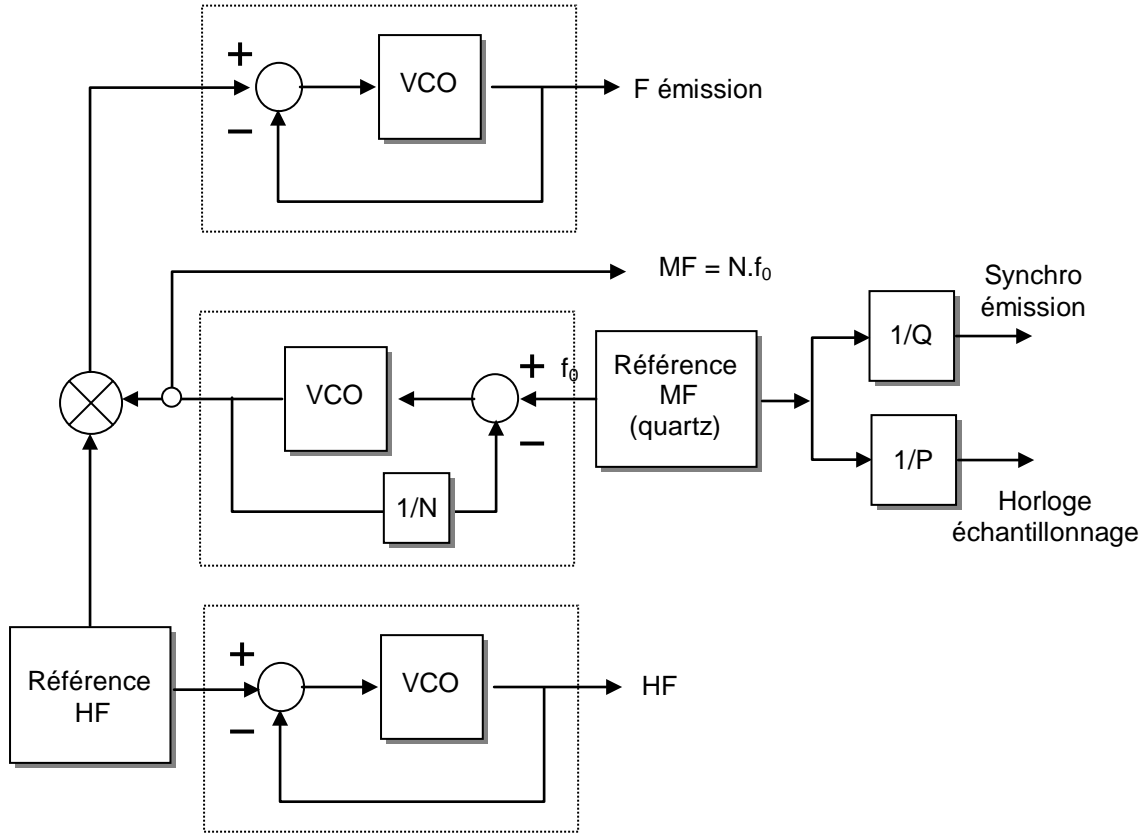 +
VCO
F émission
−
MF = N.f₀
Synchro
émission
1/Q
+
f₀
Référence
MF
(quartz)
VCO
−
1/P
1/N
Horloge
échantillonnage
+
VCO
Référence
HF
HF
−